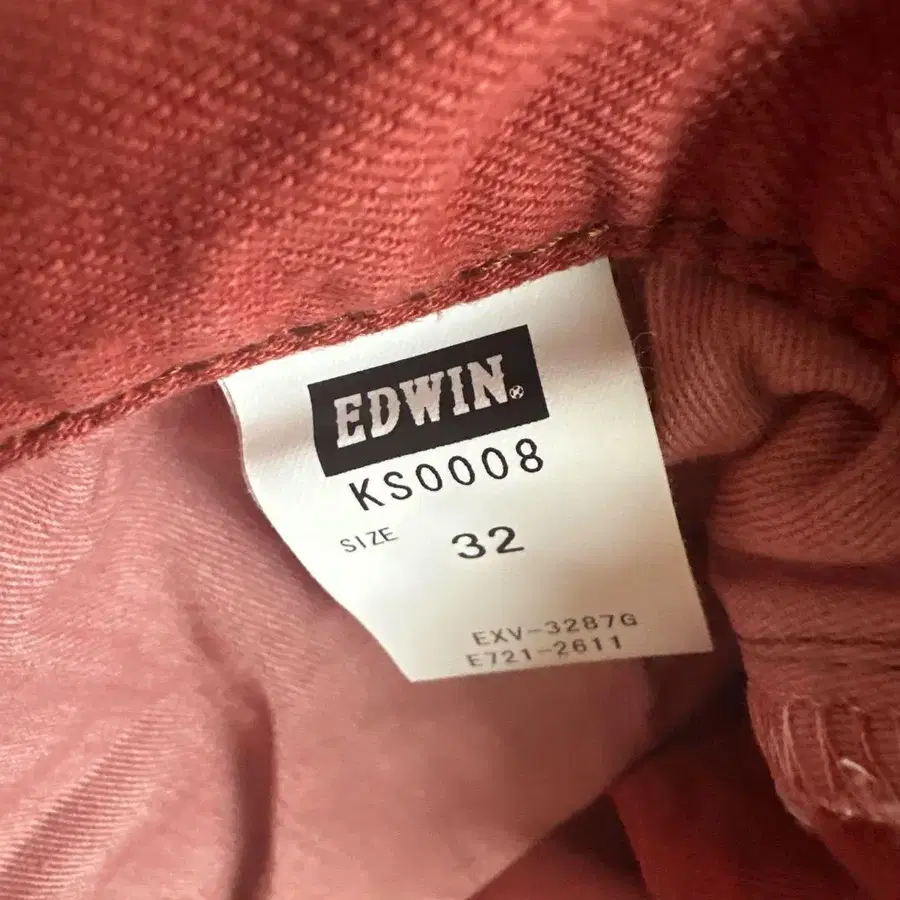 EDWIN®
KS0008
SIZE 32
EXV-3287G
E721-2611